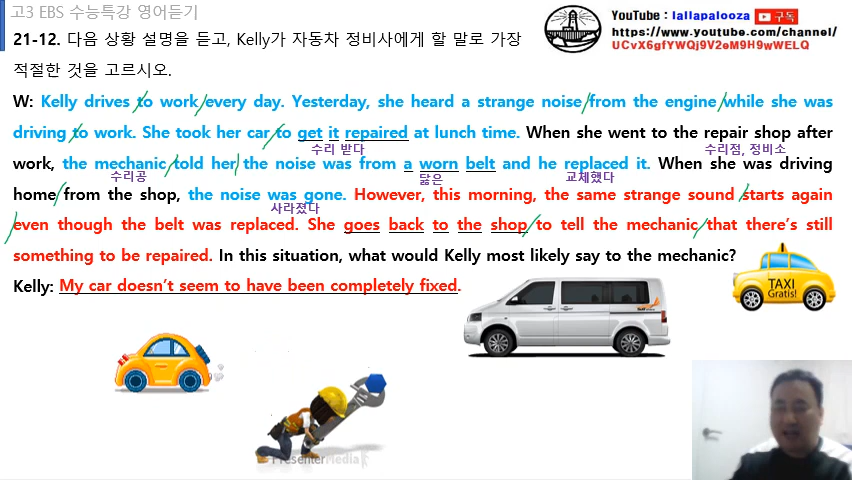 고3 EBS 수능특강 영어듣기
YouTube : lallapalooza 구독
https://www.youtube.com/channel/
UCvX6gfYWQj9V2eM9H9wWELQ
21-12. 다음 상황 설명을 듣고, Kelly가 자동차 정비사에게 할 말로 가장
적절한 것을 고르시오.
W: Kelly drives to work every day. Yesterday, she heard a strange noise from the engine while she was
driving to work. She took her car to get it repaired at lunch time. When she went to the repair shop after
수리 받다
수리점, 정비소
work, the mechanic told her the noise was from a worn belt and he replaced it. When she was driving
수리공
닳은
교체했다
home from the shop, the noise was gone. However, this morning, the same strange sound starts again
사라졌다
even though the belt was replaced. She goes back to the shop to tell the mechanic that there's still
something to be repaired. In this situation, what would Kelly most likely say to the mechanic?
Kelly: My car doesn't seem to have been completely fixed.
TAXI
Gratis!
PresenterMedia